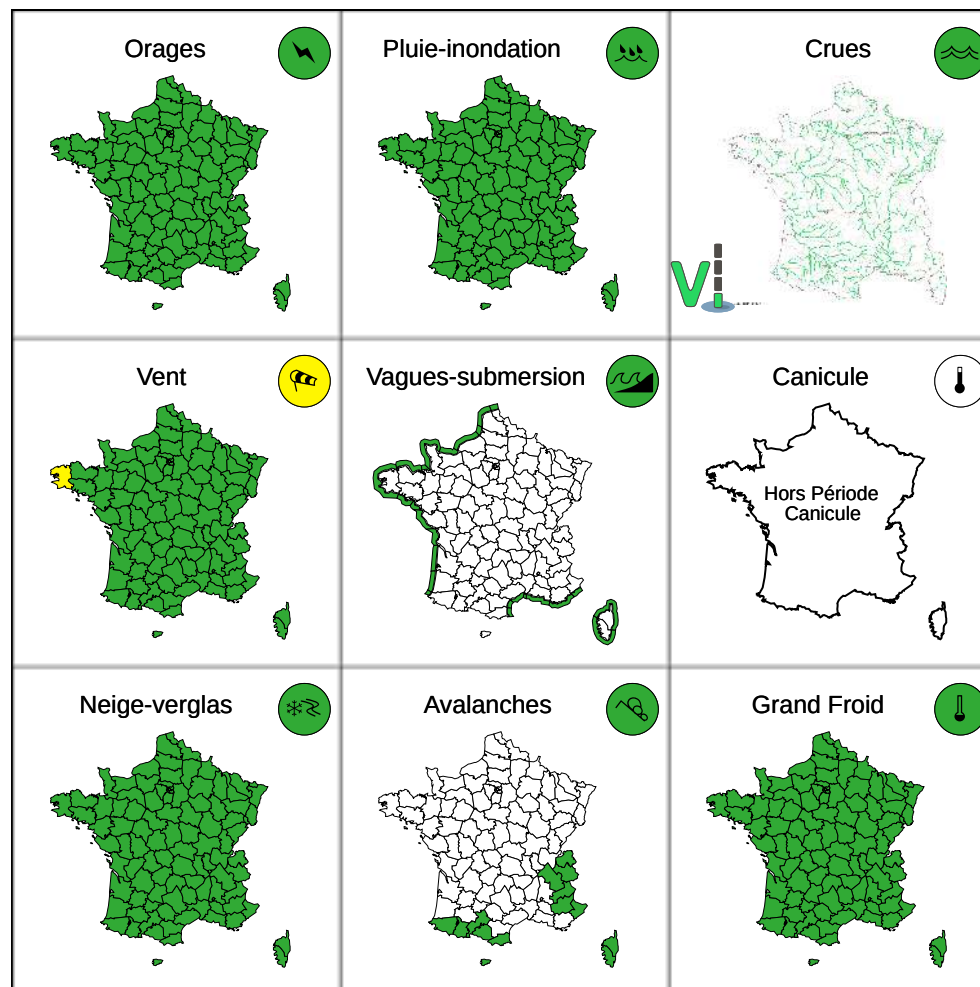 Orages
Pluie-inondation
Crues
Vent
Vagues-submersion
Canicule
Hors Période
Canicule
Neige-verglas
Avalanches
Grand Froid